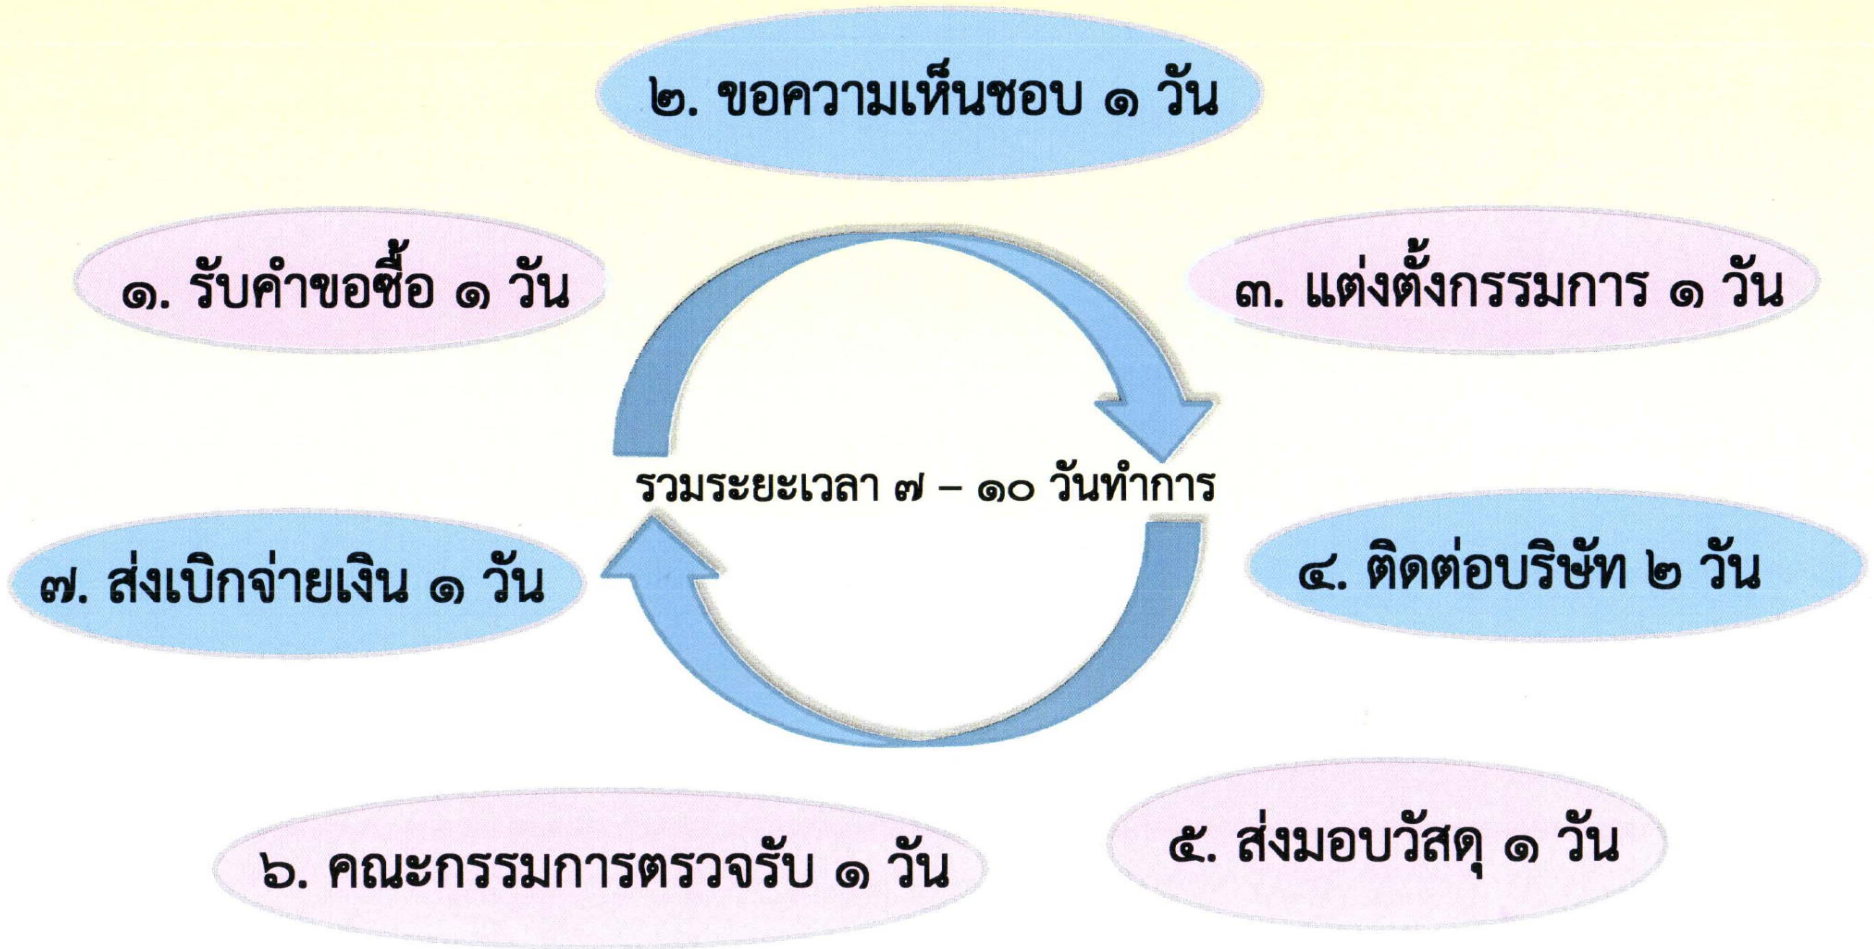 ๑. รับคำขอซื้อ ๑ วัน
๒. ขอความเห็นชอบ ๑ วัน
๓. แต่งตั้งกรรมการ ๑ วัน
๔. ติดต่อบริษัท ๒ วัน
๕. ส่งมอบวัสดุ ๑ วัน
๖. คณะกรรมการตรวจรับ ๑ วัน
๗. ส่งเบิกจ่ายเงิน ๑ วัน
รวมระยะเวลา ๗ – ๑๐ วันทำการ